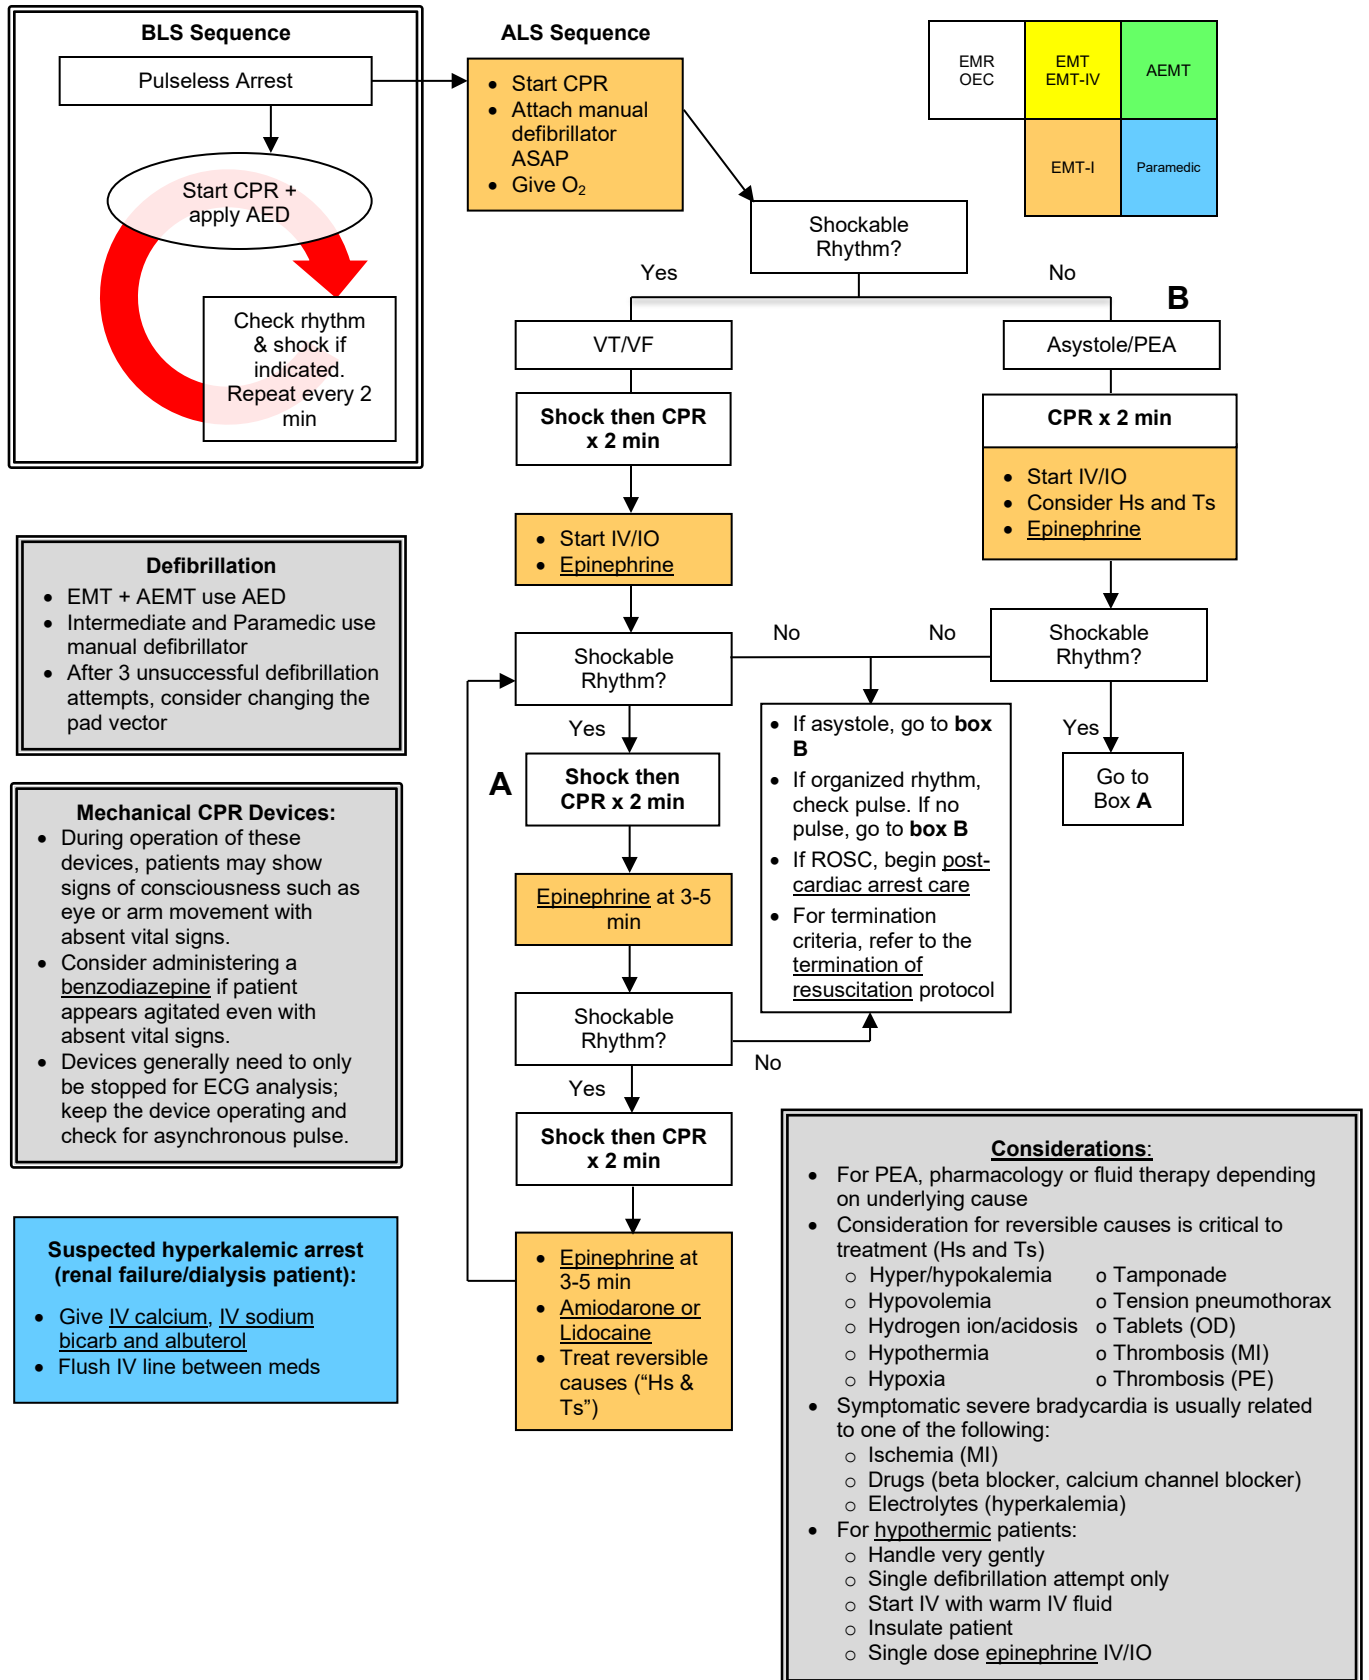 BLS Sequence
Pulseless Arrest
Start CPR +
apply AED
Check rhythm
& shock if
indicated.
Repeat every 2
min
ALS Sequence
• Start CPR
• Attach manual
defibrillator
ASAP
• Give O₂
EMR
OEC
EMT
EMT-IV
AEMT
EMT-I
Paramedic
Shockable
Rhythm?
Yes
No
B
VT/VF
Asystole/PEA
Shock then CPR
x 2 min
CPR x 2 min
• Start IV/IO
• Consider Hs and Ts
• Epinephrine
• Start IV/IO
• Epinephrine
Shockable
Rhythm?
No
No
Shockable
Rhythm?
Yes
Yes
Go to
Box A
• If asystole, go to box
B
• If organized rhythm,
check pulse. If no
pulse, go to box B
• If ROSC, begin post-
cardiac arrest care
• For termination
criteria, refer to the
termination of
resuscitation protocol
A
Shock then
CPR x 2 min
Epinephrine at 3-5
min
Shockable
Rhythm?
No
Yes
Shock then CPR
x 2 min
• Epinephrine at
3-5 min
• Amiodarone or
Lidocaine
• Treat reversible
causes (“Hs &
Ts”)
Defibrillation
• EMT + AEMT use AED
• Intermediate and Paramedic use
manual defibrillator
• After 3 unsuccessful defibrillation
attempts, consider changing the
pad vector
Mechanical CPR Devices:
• During operation of these
devices, patients may show
signs of consciousness such as
eye or arm movement with
absent vital signs.
• Consider administering a
benzodiazepine if patient
appears agitated even with
absent vital signs.
• Devices generally need to only
be stopped for ECG analysis;
keep the device operating and
check for asynchronous pulse.
Suspected hyperkalemic arrest
(renal failure/dialysis patient):
• Give IV calcium, IV sodium
bicarb and albuterol
• Flush IV line between meds
Considerations:
• For PEA, pharmacology or fluid therapy depending
on underlying cause
• Consideration for reversible causes is critical to
treatment (Hs and Ts)
o Hyper/hypokalemia o Tamponade
o Hypovolemia o Tension pneumothorax
o Hydrogen ion/acidosis o Tablets (OD)
o Hypothermia o Thrombosis (MI)
o Hypoxia o Thrombosis (PE)
• Symptomatic severe bradycardia is usually related
to one of the following:
o Ischemia (MI)
o Drugs (beta blocker, calcium channel blocker)
o Electrolytes (hyperkalemia)
• For hypothermic patients:
o Handle very gently
o Single defibrillation attempt only
o Start IV with warm IV fluid
o Insulate patient
o Single dose epinephrine IV/IO